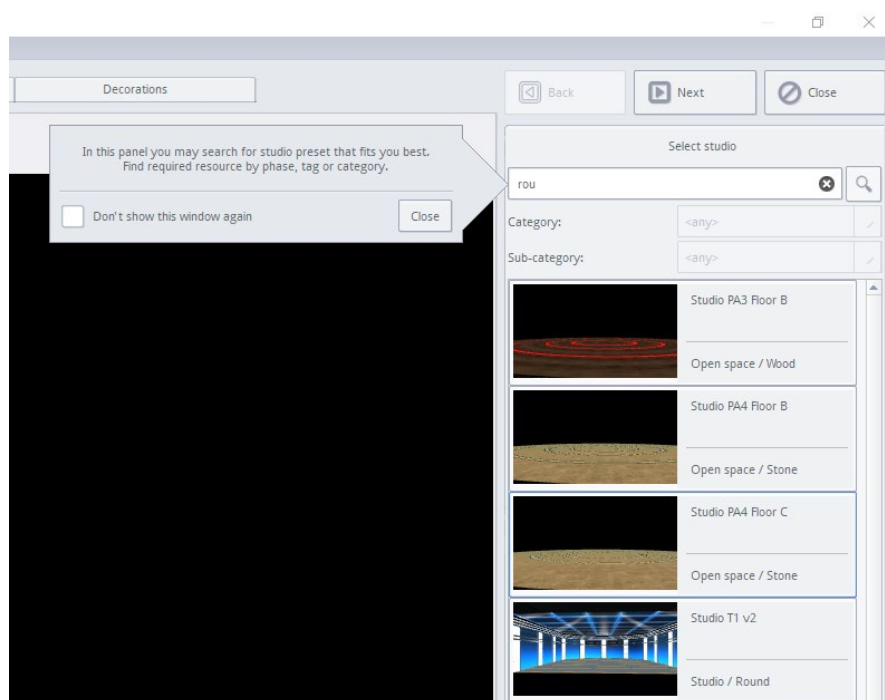 Decorations
Back
Next
Close
In this panel you may search for studio preset that fits you best.
Find required resource by phase, tag or category.
Don't show this window again
Close
Select studio
rou
Category:
<any>
Sub-category:
<any>
Studio PA3 Floor B
Open space / Wood
Studio PA4 Floor B
Open space / Stone
Studio PA4 Floor C
Open space / Stone
Studio T1 v2
Studio / Round